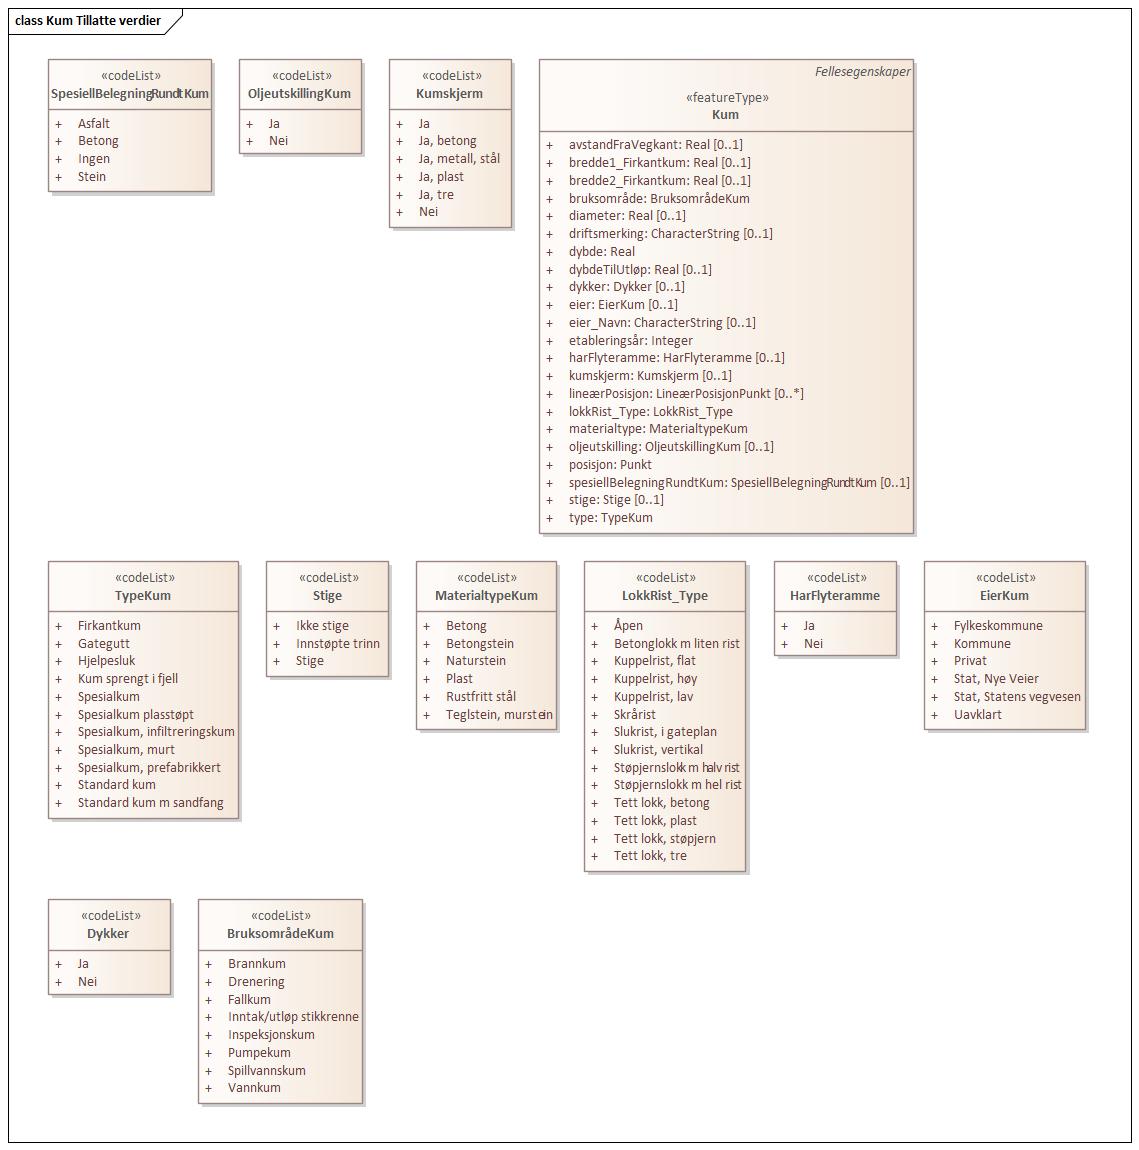 class Kum Tillatte verdier
«codeList»
SpesiellBelegningRundtKum
+ Asfalt
+ Betong
+ Ingen
+ Stein
«codeList»
OljeutskillingKum
+ Ja
+ Nei
«codeList»
Kumskjerm
+ Ja
+ Ja, betong
+ Ja, metall, stål
+ Ja, plast
+ Ja, tre
+ Nei
Fellesegenskaper
«featureType»
Kum
+ avstandFraVegkant: Real [0..1]
+ bredde1_Firkantkum: Real [0..1]
+ bredde2_Firkantkum: Real [0..1]
+ bruksområde: BruksområdeKum
+ diameter: Real [0..1]
+ driftsmerking: CharacterString [0..1]
+ dybde: Real
+ dybdeTilUtløp: Real [0..1]
+ dykker: Dykker [0..1]
+ eier: EierKum [0..1]
+ eier_Navn: CharacterString [0..1]
+ etableringsår: Integer
+ harFlyteramme: HarFlyteramme [0..1]
+ kumskjerm: Kumskjerm [0..1]
+ lineærPosisjon: LineærPosisjonPunkt [0..*]
+ lokkRist_Type: LokkRist_Type
+ materialtype: MaterialtypeKum
+ oljeutskilling: OljeutskillingKum [0..1]
+ posisjon: Punkt
+ spesiellBelegningRundtKum: SpesiellBelegningRundtKum [0..1]
+ stige: Stige [0..1]
+ type: TypeKum
«codeList»
TypeKum
+ Firkantkum
+ Gategutt
+ Hjelpesluk
+ Kum sprengt i fjell
+ Spesialkum
+ Spesialkum plasstøpt
+ Spesialkum, infiltreringskum
+ Spesialkum, murt
+ Spesialkum, prefabrikkert
+ Standard kum
+ Standard kum m sandfang
«codeList»
Stige
+ Ikke stige
+ Innstøpte trinn
+ Stige
«codeList»
MaterialtypeKum
+ Betong
+ Betongstein
+ Naturstein
+ Plast
+ Rustfritt stål
+ Teglstein, murstein
«codeList»
LokkRist_Type
+ Åpen
+ Betonglokk m liten rist
+ Kuppelrist, flat
+ Kuppelrist, høy
+ Kuppelrist, lav
+ Skrårist
+ Slukrist, i gateplan
+ Slukrist, vertikal
+ Støpjernslokk m halv rist
+ Støpjernslokk m hel rist
+ Tett lokk, betong
+ Tett lokk, plast
+ Tett lokk, støpjern
+ Tett lokk, tre
«codeList»
HarFlyteramme
+ Ja
+ Nei
«codeList»
EierKum
+ Fylkeskommune
+ Kommune
+ Privat
+ Stat, Nye Veier
+ Stat, Statens vegvesen
+ Uavklart
«codeList»
Dykker
+ Ja
+ Nei
«codeList»
BruksområdeKum
+ Brannkum
+ Drenering
+ Fallkum
+ Inntak/utløp stikkrenne
+ Inspeksjonskum
+ Pumpekum
+ Spillvannskum
+ Vannkum